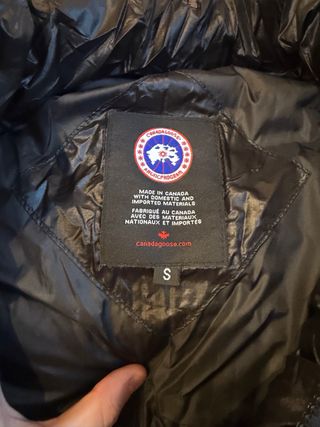 CANADA GOOSE
ARCTIC PROGRAM
MADE IN CANADA
WITH DOMESTIC AND
IMPORTED MATERIALS
FABRIQUÉ AU CANADA
AVEC DES MATERIAUX
NATIONAUX ET IMPORTÉS
canadagoose.com
S